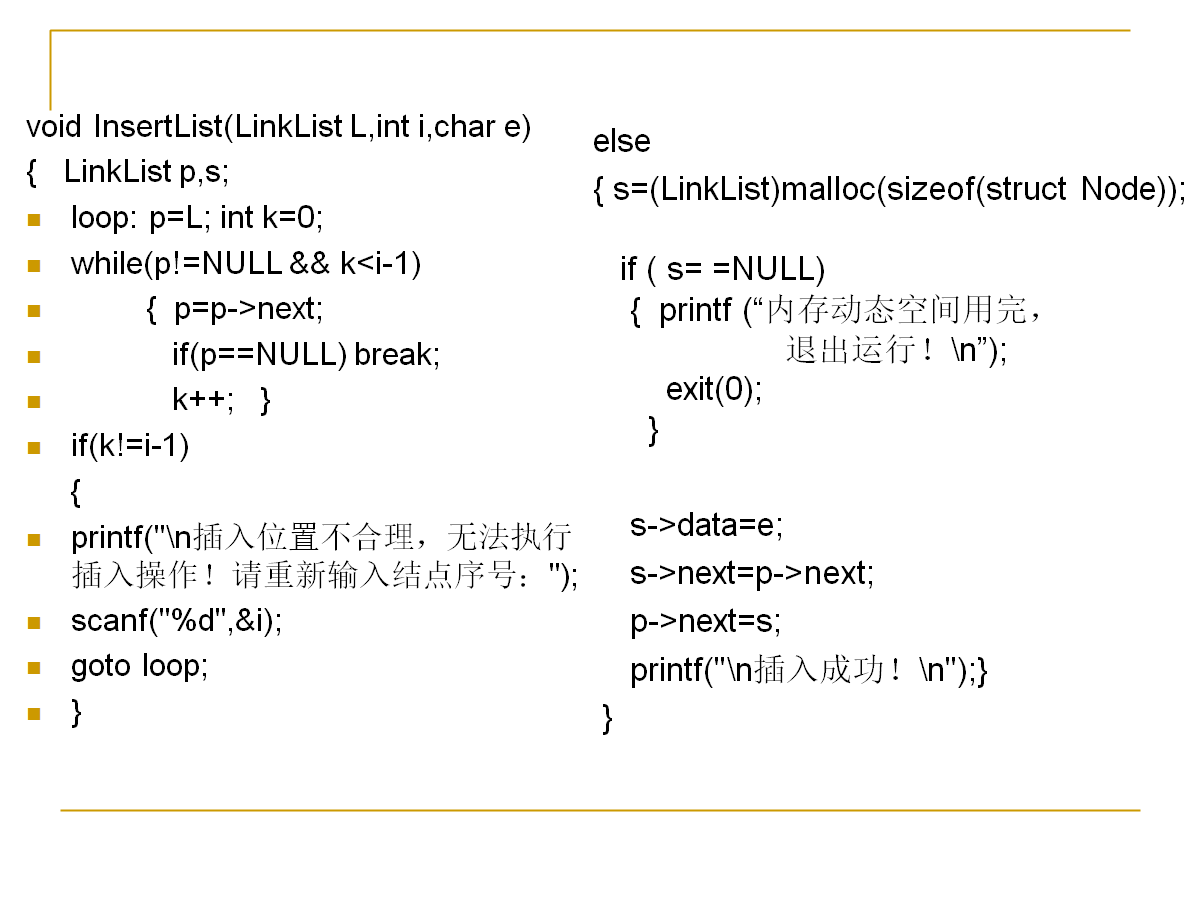 void InsertList(LinkList L,int i,char e)
{ LinkList p,s;
loop: p=L; int k=0;
while(p!=NULL && k<i-1)
{ p=p->next;
if(p==NULL) break;
k++; }
if(k!=i-1)
{
printf("\n插入位置不合理，无法执行
插入操作！请重新输入结点序号：");
scanf("%d",&i);
goto loop;
}
else
{ s=(LinkList)malloc(sizeof(struct Node));
if ( s= =NULL)
{ printf (“内存动态空间用完，
退出运行！\n”);
exit(0);
}
s->data=e;
s->next=p->next;
p->next=s;
printf("\n插入成功！\n");}
}